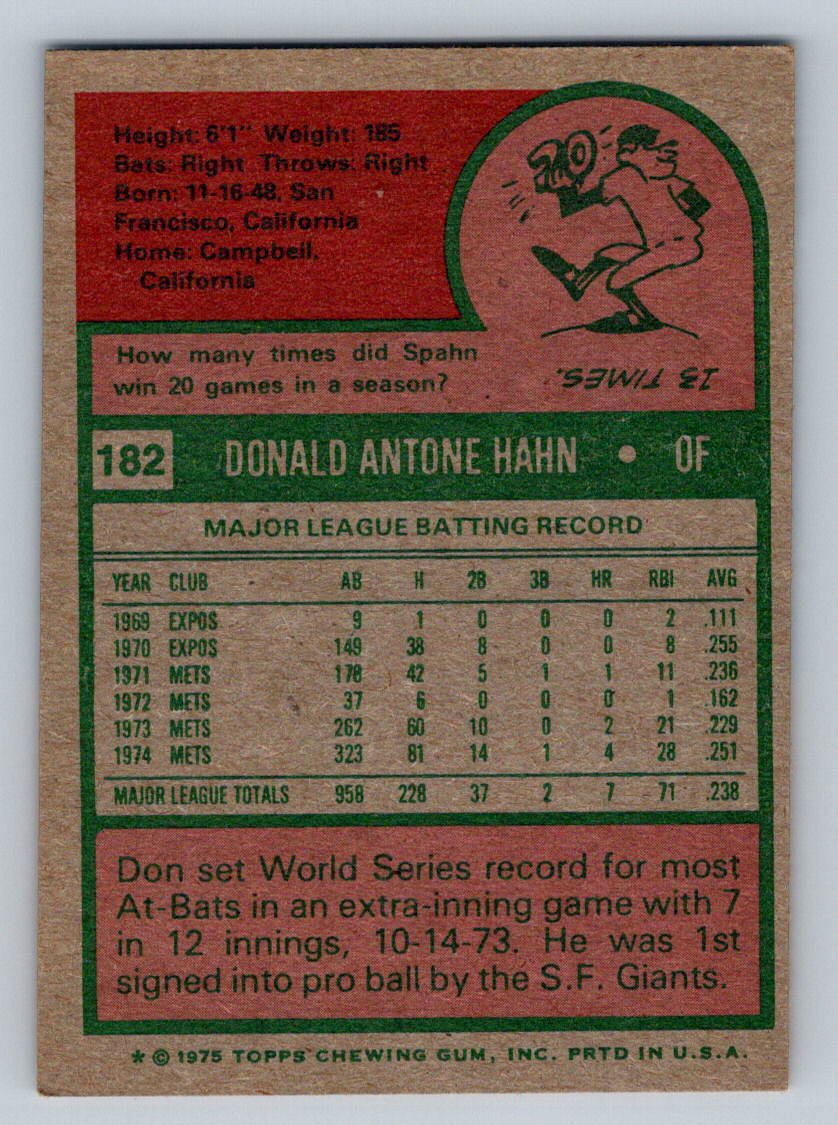 Height: 6'1" Weight: 185
Bats: Right Throws: Right
Born: 11-16-48, San
Francisco, California
Home: Campbell,
California
20
How many times did Spahn
win 20 games in a season?
13 TIMES.
182 DONALD ANTONE HAHN • OF
MAJOR LEAGUE BATTING RECORD
YEAR CLUB AB H 2B 3B HR RBI AVG
1969 EXPOS 9 1 0 0 0 2 .111
1970 EXPOS 149 38 8 0 0 8 .255
1971 METS 178 42 5 1 1 11 .236
1972 METS 37 6 0 0 0 1 .162
1973 METS 262 60 10 0 2 21 .229
1974 METS 323 81 14 1 4 28 .251
MAJOR LEAGUE TOTALS 958 228 37 2 7 71 .238
Don set World Series record for most
At-Bats in an extra-inning game with 7
in 12 innings, 10-14-73. He was 1st
signed into pro ball by the S.F. Giants.
* © 1975 TOPPS CHEWING GUM, INC. PRTD IN U.S.A.